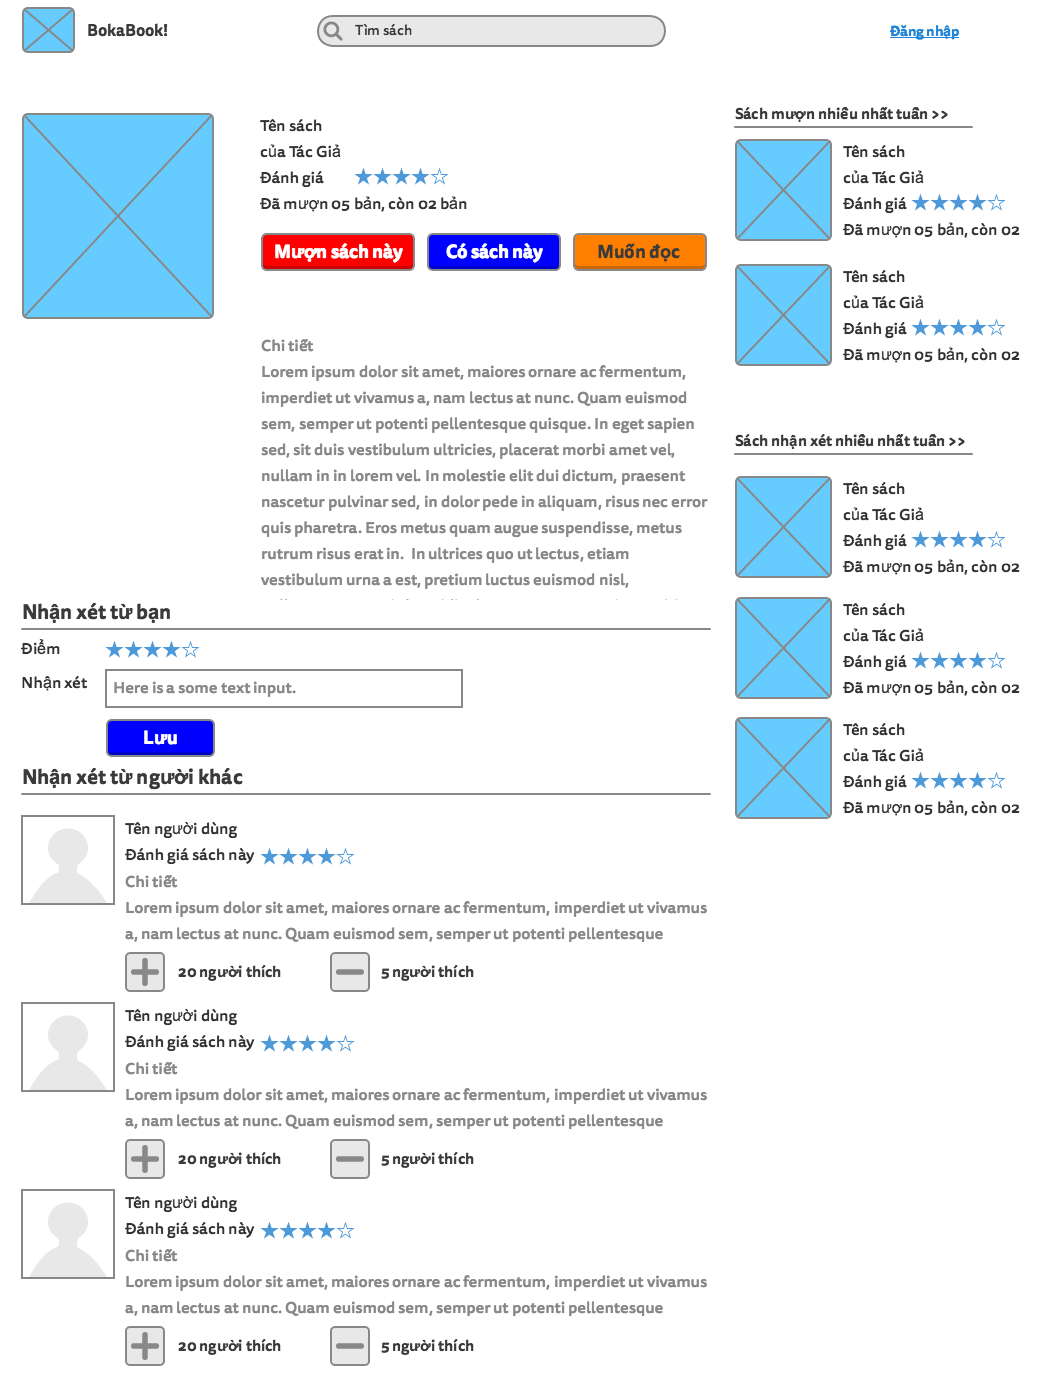 BokaBook!
Tìm sách
Đăng nhập
Tên sách
của Tác Giả
Đánh giá
Đã mượn 05 bản, còn 02 bản
Mượn sách này
Có sách này
Muốn đọc
Chi tiết
Lorem ipsum dolor sit amet, maiores ornare ac fermentum,
imperdiet ut vivamus a, nam lectus at nunc. Quam euismod
sem, semper ut potenti pellentesque quisque. In eget sapien
sed, sit duis vestibulum ultricies, placerat morbi amet vel,
nullam in in lorem vel. In molestie elit dui dictum, praesent
nascetur pulvinar sed, in dolor pede in aliquam, risus nec error
quis pharetra. Eros metus quam augue suspendisse, metus
rutrum risus erat in.  In ultrices quo ut lectus, etiam
vestibulum urna a est, pretium luctus euismod nisl,
Nhận xét từ bạn
Điểm
Nhận xét
Here is a some text input.
Lưu
Nhận xét từ người khác
Tên người dùng
Đánh giá sách này
Chi tiết
Lorem ipsum dolor sit amet, maiores ornare ac fermentum, imperdiet ut vivamus
a, nam lectus at nunc. Quam euismod sem, semper ut potenti pellentesque
20 người thích
5 người thích
Tên người dùng
Đánh giá sách này
Chi tiết
Lorem ipsum dolor sit amet, maiores ornare ac fermentum, imperdiet ut vivamus
a, nam lectus at nunc. Quam euismod sem, semper ut potenti pellentesque
20 người thích
5 người thích
Tên người dùng
Đánh giá sách này
Chi tiết
Lorem ipsum dolor sit amet, maiores ornare ac fermentum, imperdiet ut vivamus
a, nam lectus at nunc. Quam euismod sem, semper ut potenti pellentesque
20 người thích
5 người thích
Sách mượn nhiều nhất tuần >>
Tên sách
của Tác Giả
Đánh giá
Đã mượn 05 bản, còn 02
Tên sách
của Tác Giả
Đánh giá
Đã mượn 05 bản, còn 02
Sách nhận xét nhiều nhất tuần >>
Tên sách
của Tác Giả
Đánh giá
Đã mượn 05 bản, còn 02
Tên sách
của Tác Giả
Đánh giá
Đã mượn 05 bản, còn 02
Tên sách
của Tác Giả
Đánh giá
Đã mượn 05 bản, còn 02